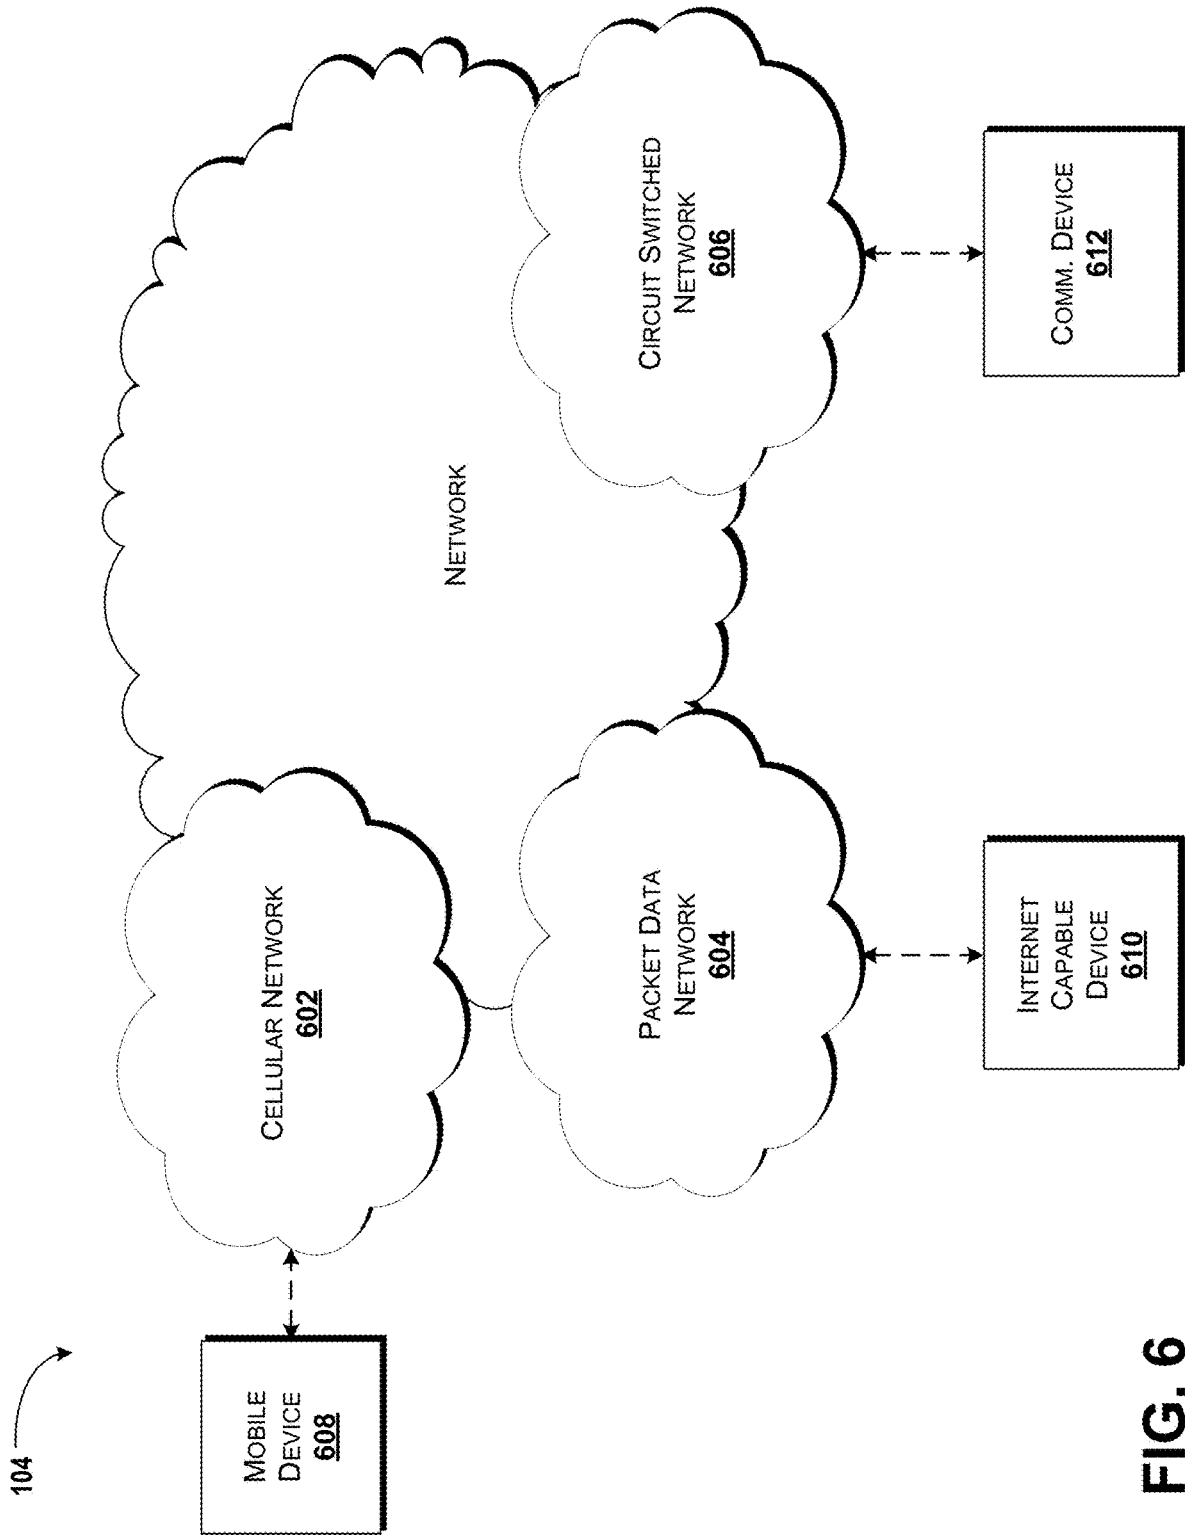 104
MOBILE
DEVICE
608
CELLULAR NETWORK
602
NETWORK
PACKET DATA
NETWORK
604
CIRCUIT SWITCHED
NETWORK
606
INTERNET
CAPABLE
DEVICE
610
COMM. DEVICE
612
FIG. 6